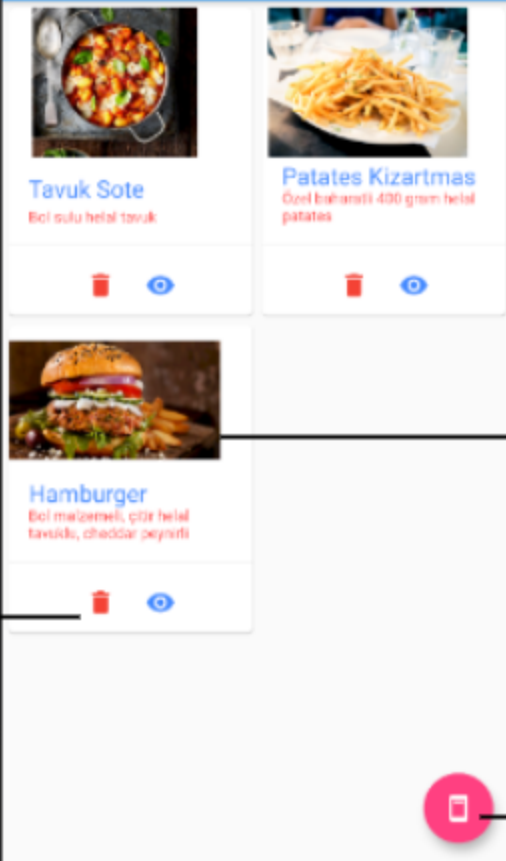 Tavuk Sote
Bol sulu helal tavuk
Patates Kizartmas
Özel baharatlı 400 gram helal
patates
Hamburger
Bol malzemeli, çıtır helal
tavuklu, cheddar peynirli